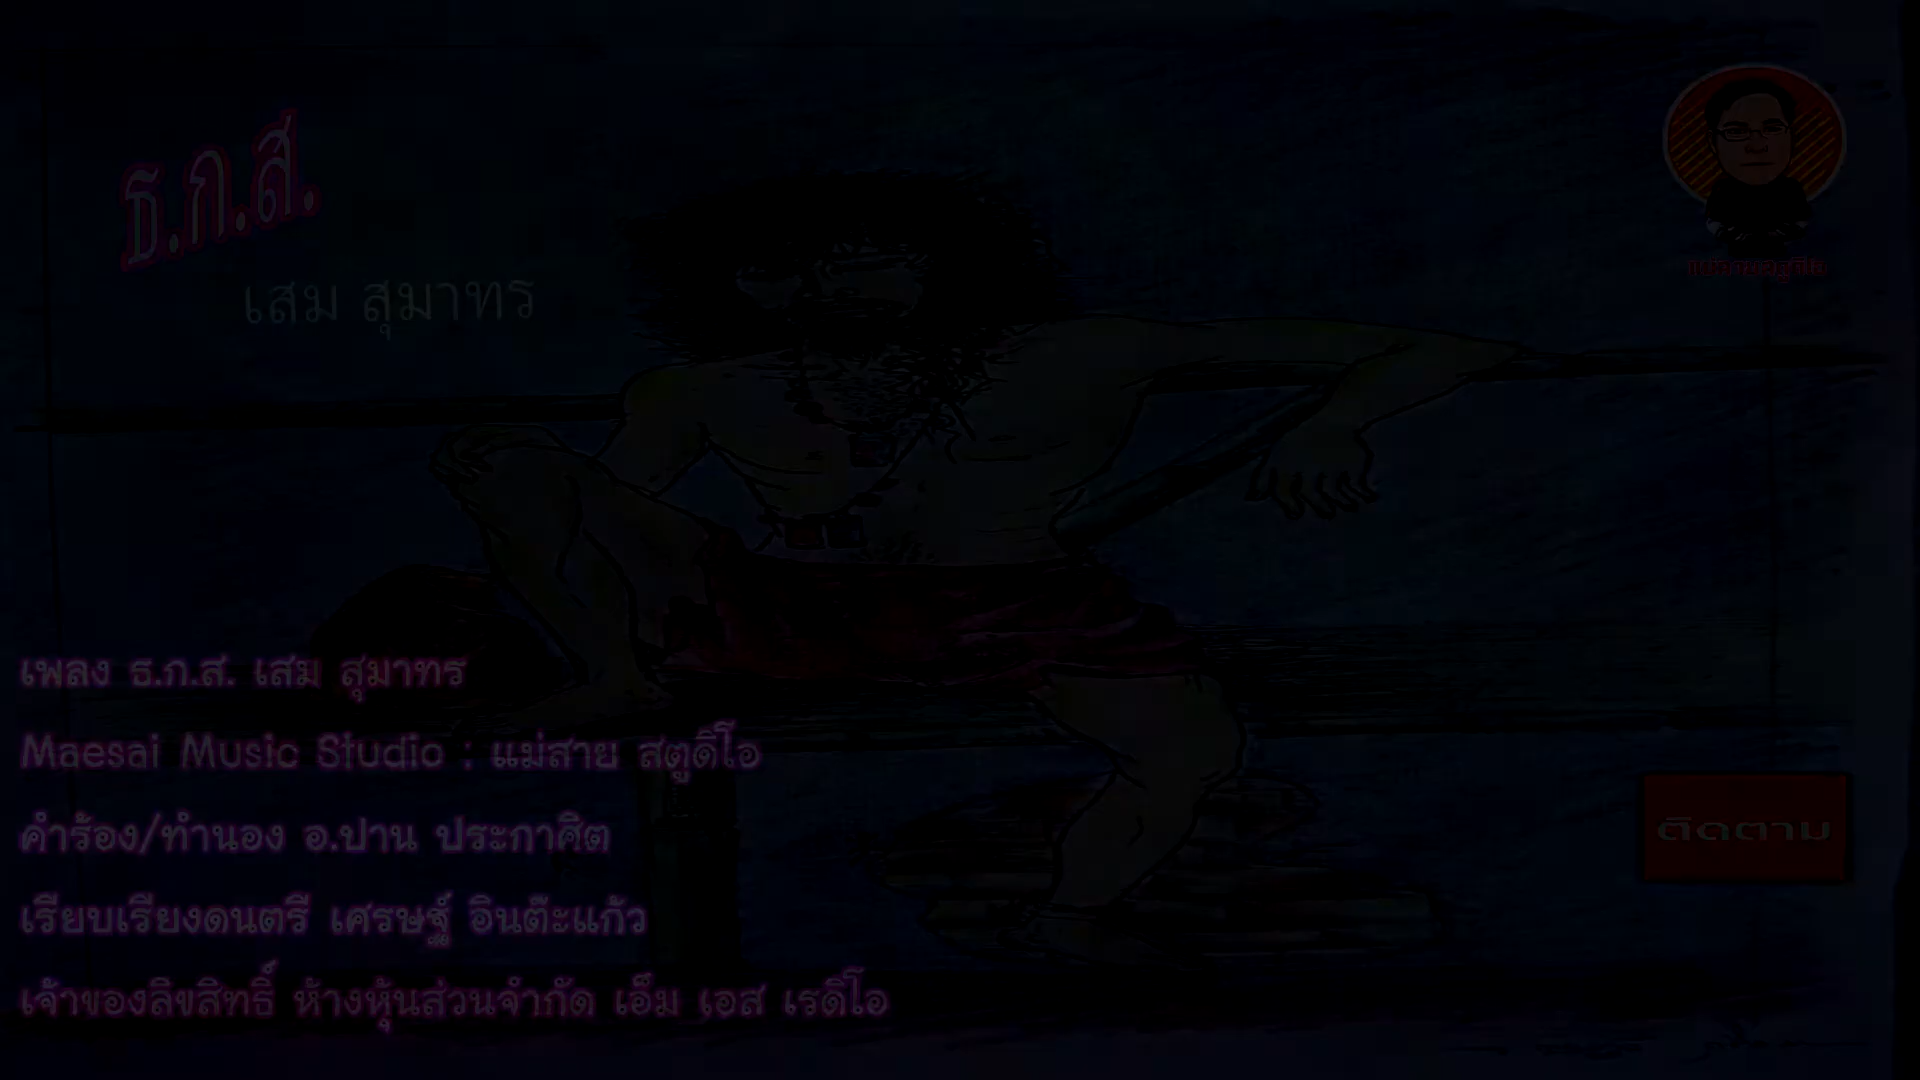 ธ.ก.ส.
เสม สุมาทร
ติดตาม
เพลง ธ.ก.ส. เสม สุมาทร
Maesai Music Studio : แม่สาย สตูดิโอ
คำร้อง/ทำนอง อ.ปาน ประกาศิต
เรียบเรียงดนตรี เศรษฐ์ อินต๊ะแก้ว
เจ้าของลิขสิทธิ์ ห้างหุ้นส่วนจำกัด เอ็ม เอส เรดิโอ